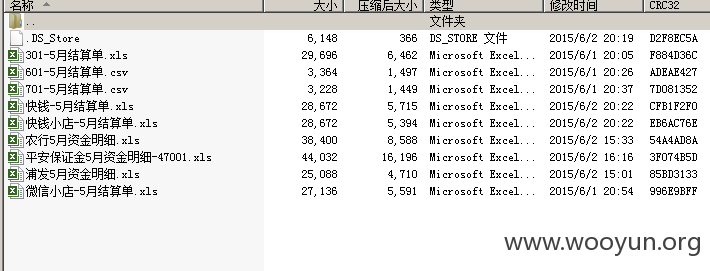 名称 大小 压缩后大小 类型 修改时间 CRC32
.. 文件夹
.DS_Store 6,148 366 DS_STORE 文件 2015/6/2 20:19 D2F8EC5A
301-5月结算单.xls 29,696 6,462 Microsoft Excel... 2015/6/1 20:05 F884D36C
601-5月结算单.csv 3,364 1,497 Microsoft Excel... 2015/6/1 20:26 ADEAE427
701-5月结算单.csv 3,228 1,449 Microsoft Excel... 2015/6/1 20:37 7D081352
快钱-5月结算单.xls 28,672 5,715 Microsoft Excel... 2015/6/2 20:22 CFB1F2F0
快钱小店-5月结算单.xls 28,672 5,394 Microsoft Excel... 2015/6/2 20:22 EB6AC76E
农行5月资金明细.xls 38,400 8,588 Microsoft Excel... 2015/6/2 15:33 54A4AD8A
平安保证金5月资金明细-47001.xls 44,032 16,196 Microsoft Excel... 2015/6/2 16:16 3F074B5D
浦发5月资金明细.xls 25,088 4,710 Microsoft Excel... 2015/6/2 15:01 85BD3133
微信小店-5月结算单.xls 27,136 5,591 Microsoft Excel... 2015/6/1 20:54 996E9BFF
www.wooyun.org